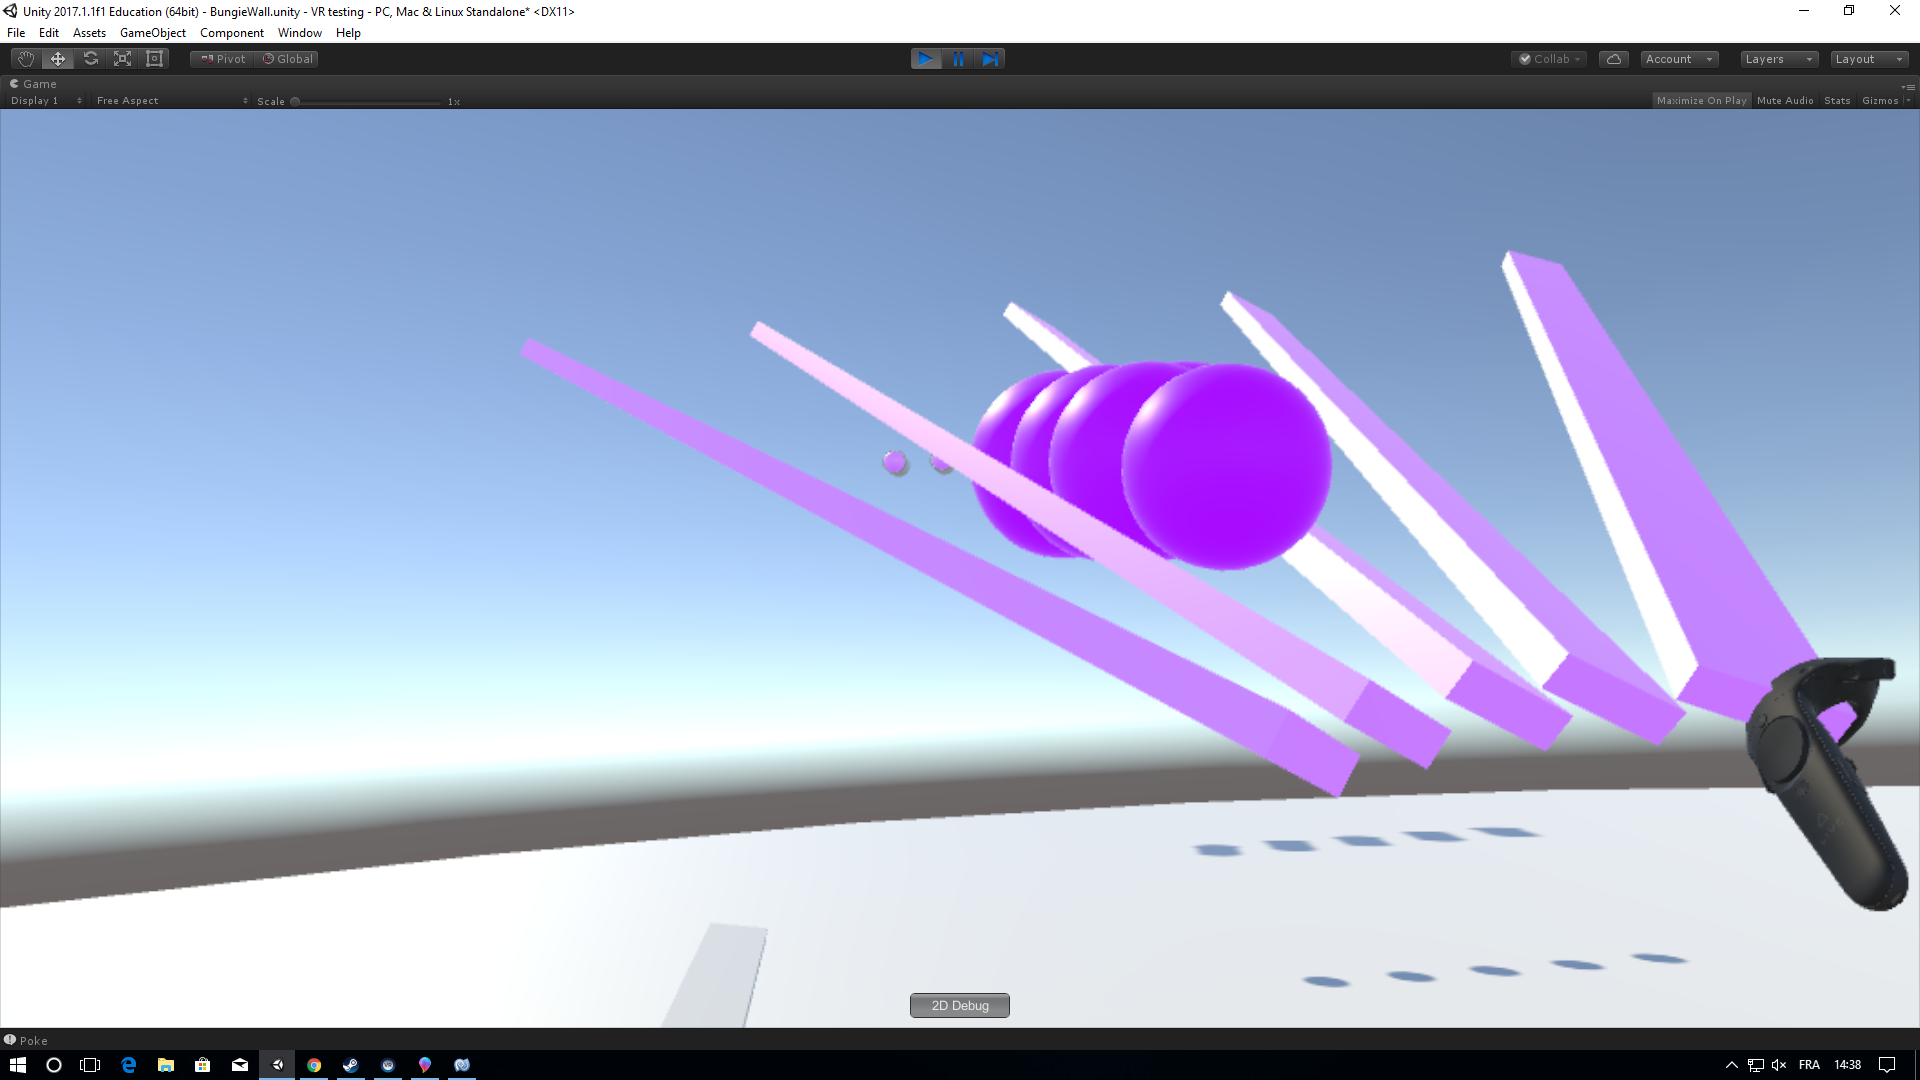 Unity 2017.1.1f1 Education (64bit) - BungieWall.unity - VR testing - PC, Mac & Linux Standalone* <DX11>
File Edit Assets GameObject Component Window Help
Pivot Global Collab Account Layers Layout
Game
Display 1 Free Aspect Scale 1x Maximize On Play Mute Audio Stats Gizmos
2D Debug
Poke
FRA 14:38